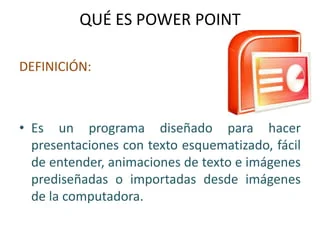 QUÉ ES POWER POINT
DEFINICIÓN:
• Es un programa diseñado para hacer
presentaciones con texto esquematizado, fácil
de entender, animaciones de texto e imágenes
prediseñadas o importadas desde imágenes
de la computadora.